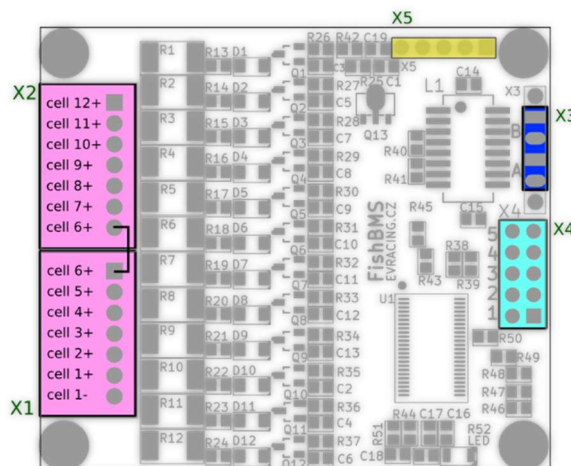 X5
R26 R42 C19
X2
R1 R13 D1
Q1
C3 X5
R25 C1
L1 C14
X3
X3
cell 12+
cell 11+
cell 10+
cell 9+
cell 8+
cell 7+
cell 6+
R2 R14 D2 Q2 R27 C5
R3 R15 D3 Q3 R28 C7
Q13
R4 R16 D4 Q4 R29 C8
R40
R41
B
A
R5 R17 D5 Q5 R30 C9
R6 R18 D6 Q6 R31 C10
R45
C15
X4
X4
5
4
3
2
1
FishBMS
EVRACING.CZ
R38
R43 R39
cell 6+
cell 5+
cell 4+
cell 3+
cell 2+
cell 1+
cell 1-
X1
R7 R19 D7 Q7 R32 C11
R8 R20 D8 Q8 R33 C12
U1
R9 R21 D9 Q9 R34 C13
R50
R49
R48
R47
R46
R10 R22 D10 Q10 R35 C2
R11 R23 D11 Q11 R36 C4
R12 R24 D12 Q12 R37 C6
R44 C17 C16
R51
C18
R52
LED